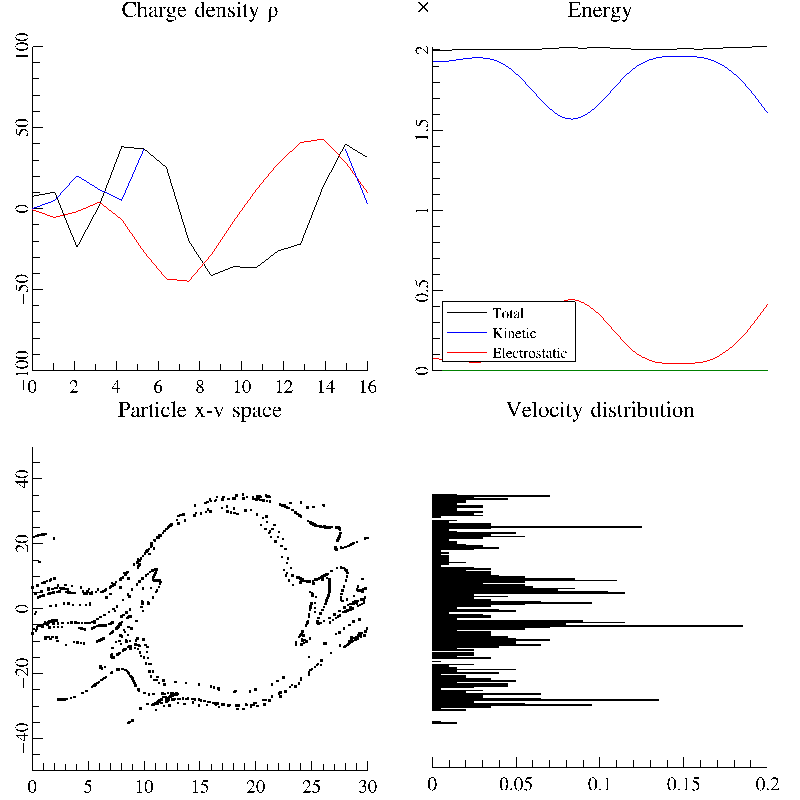 Charge density ρ
100
50
0
−50
−100
0 2 4 6 8 10 12 14 16
× Energy
2
1.5
1
0.5
0
Total
Kinetic
Electrostatic
Particle x-v space
40
20
0
−20
−40
0 5 10 15 20 25 30
Velocity distribution
0 0.05 0.1 0.15 0.2